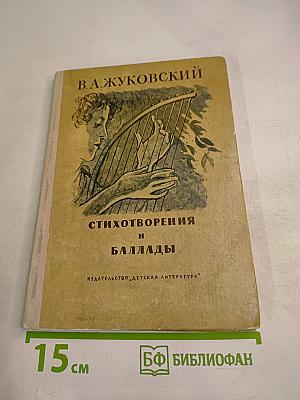 В. А. ЖУКОВСКИЙ
СТИХОТВОРЕНИЯ
И
БАЛЛАДЫ
ИЗДАТЕЛЬСТВО „ДЕТСКАЯ ЛИТЕРАТУРА"
15 см
БФ БИБЛИОФАН